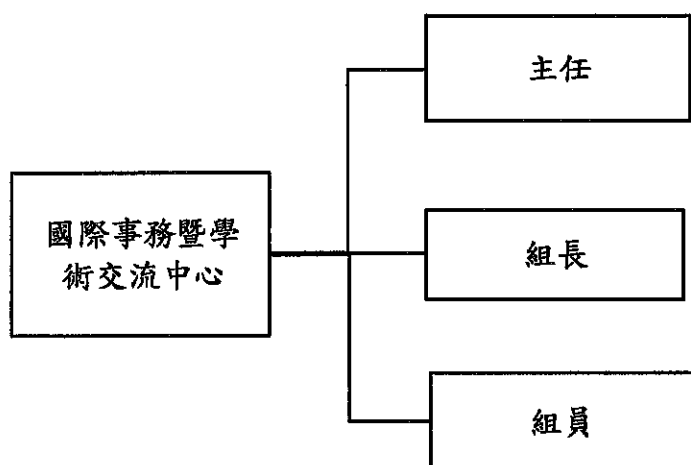 主任
國際事務暨學
術交流中心
組長
組員